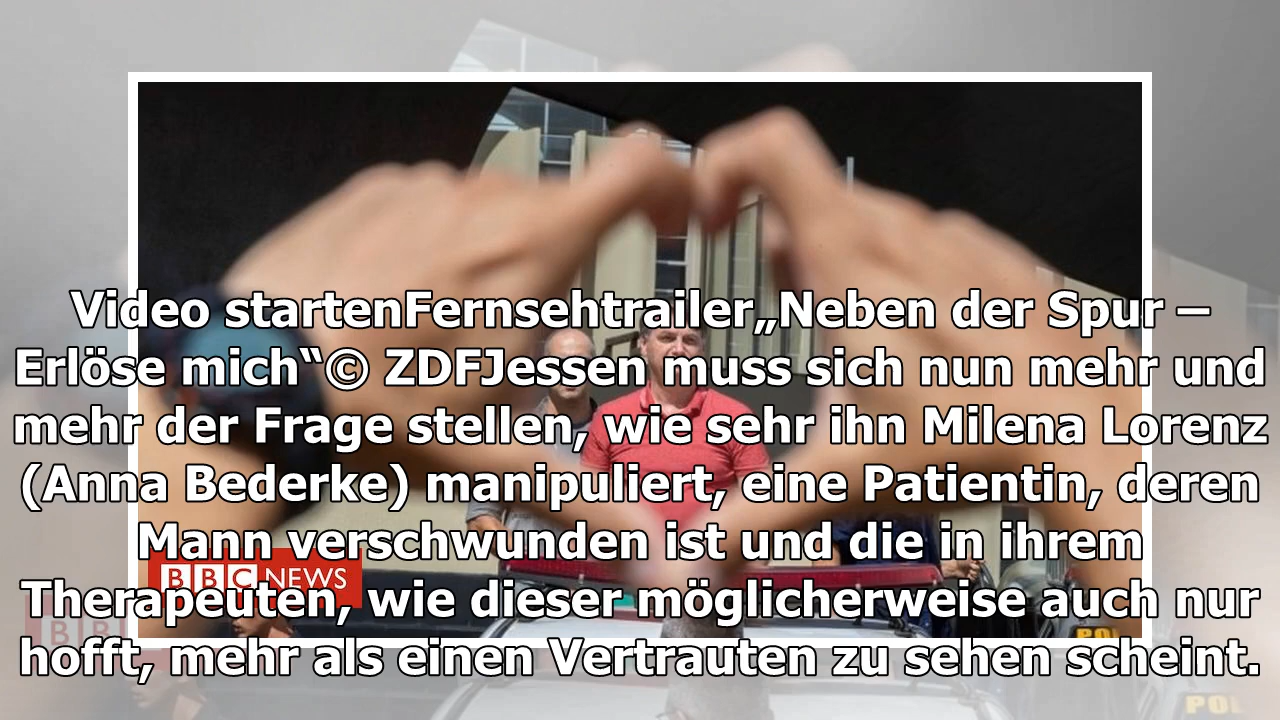 Video startenFernsehtrailer„Neben der Spur –
Erlöse mich“© ZDFJessen muss sich nun mehr und
mehr der Frage stellen, wie sehr ihn Milena Lorenz
(Anna Bederke) manipuliert, eine Patientin, deren
Mann verschwunden ist und die in ihrem
BBC NEWS
Therapeuten, wie dieser möglicherweise auch nur
hofft, mehr als einen Vertrauten zu sehen scheint.